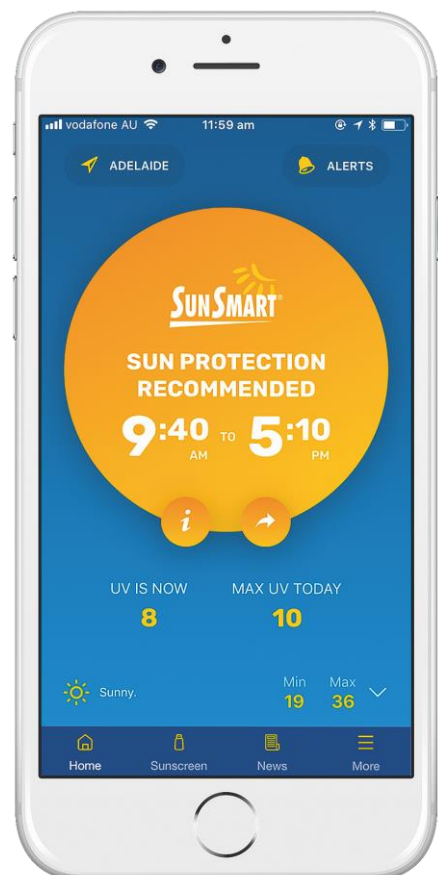 vodafone AU 11:59 am
ADELAIDE ALERTS
SunSmart
SUN PROTECTION
RECOMMENDED
9:40 AM TO 5:10 PM
i
UV IS NOW MAX UV TODAY
8 10
Sunny. Min Max
19 36
Home Sunscreen News More